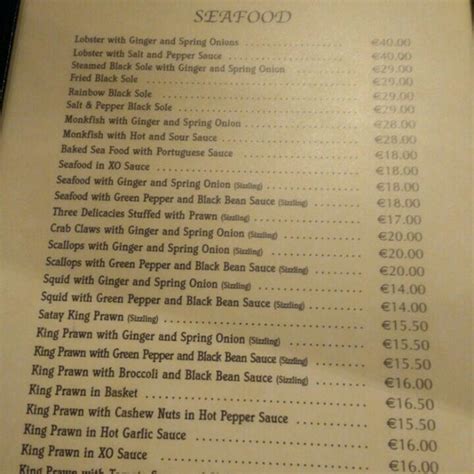 SEAFOOD
Lobster with Ginger and Spring Onions €40.00
Lobster with Salt and Pepper Sauce €40.00
Steamed Black Sole with Ginger and Spring Onion €29.00
Fried Black Sole €29.00
Rainbow Black Sole €29.00
Salt & Pepper Black Sole €29.00
Monkfish with Ginger and Spring Onion €28.00
Monkfish with Hot and Sour Sauce €28.00
Baked Sea Food with Portuguese Sauce €18.00
Seafood in XO Sauce €18.00
Seafood with Ginger and Spring Onion (Sizzling) €18.00
Seafood with Green Pepper and Black Bean Sauce (Sizzling) €18.00
Three Delicacies Stuffed with Prawn (Sizzling) €17.00
Crab Claws with Ginger and Spring Onion (Sizzling) €20.00
Scallops with Ginger and Spring Onion (Sizzling) €20.00
Scallops with Green Pepper and Black Bean Sauce (Sizzling) €20.00
Squid with Ginger and Spring Onion (Sizzling) €14.00
Squid with Green Pepper and Black Bean Sauce (Sizzling) €14.00
Satay King Prawn (Sizzling) €15.50
King Prawn with Ginger and Spring Onion (Sizzling) €15.50
King Prawn with Green Pepper and Black Bean Sauce (Sizzling) €15.50
King Prawn with Broccoli and Black Bean Sauce (Sizzling) €16.00
King Prawn in Basket €16.50
King Prawn with Cashew Nuts in Hot Pepper Sauce €16.50
King Prawn in Hot Garlic Sauce €16.00
King Prawn in XO Sauce €16.00
King Prawn with